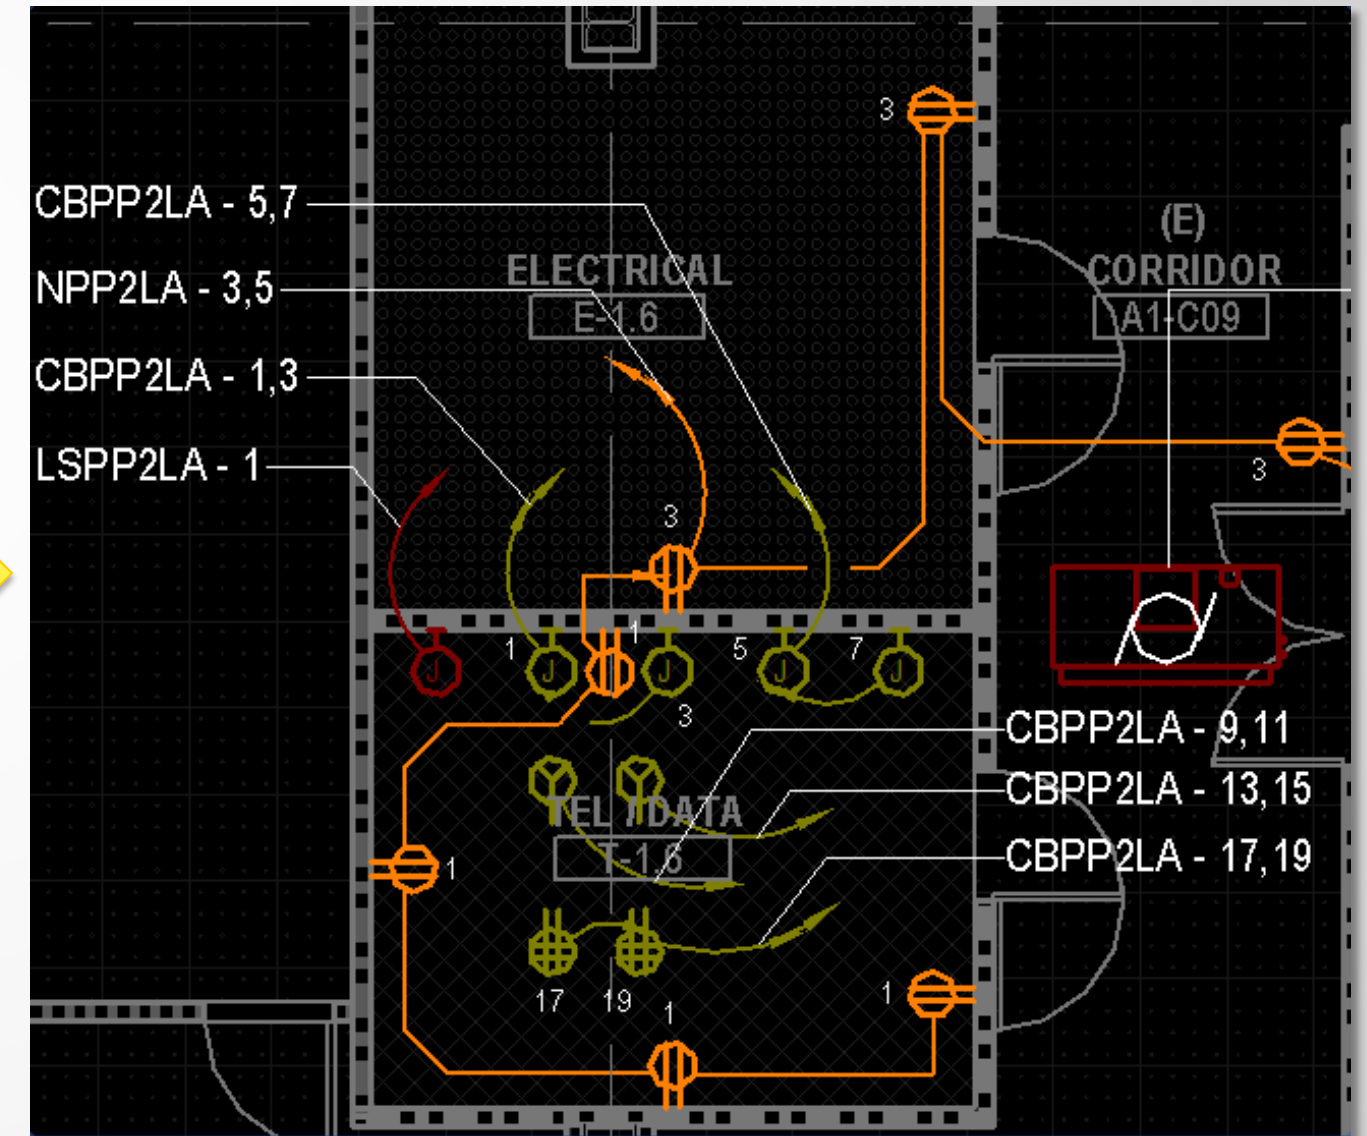 3
CBPP2LA - 5,7
(E)
CORRIDOR
A1-C09
ELECTRICAL
E-1.6
NPP2LA - 3,5
CBPP2LA - 1,3
LSPP2LA - 1
3
3
1
1
5
7
J
J
J
J
J
3
CBPP2LA - 9,11
CBPP2LA - 13,15
CBPP2LA - 17,19
TEL / DATA
T-1.6
1
17
19
1
1